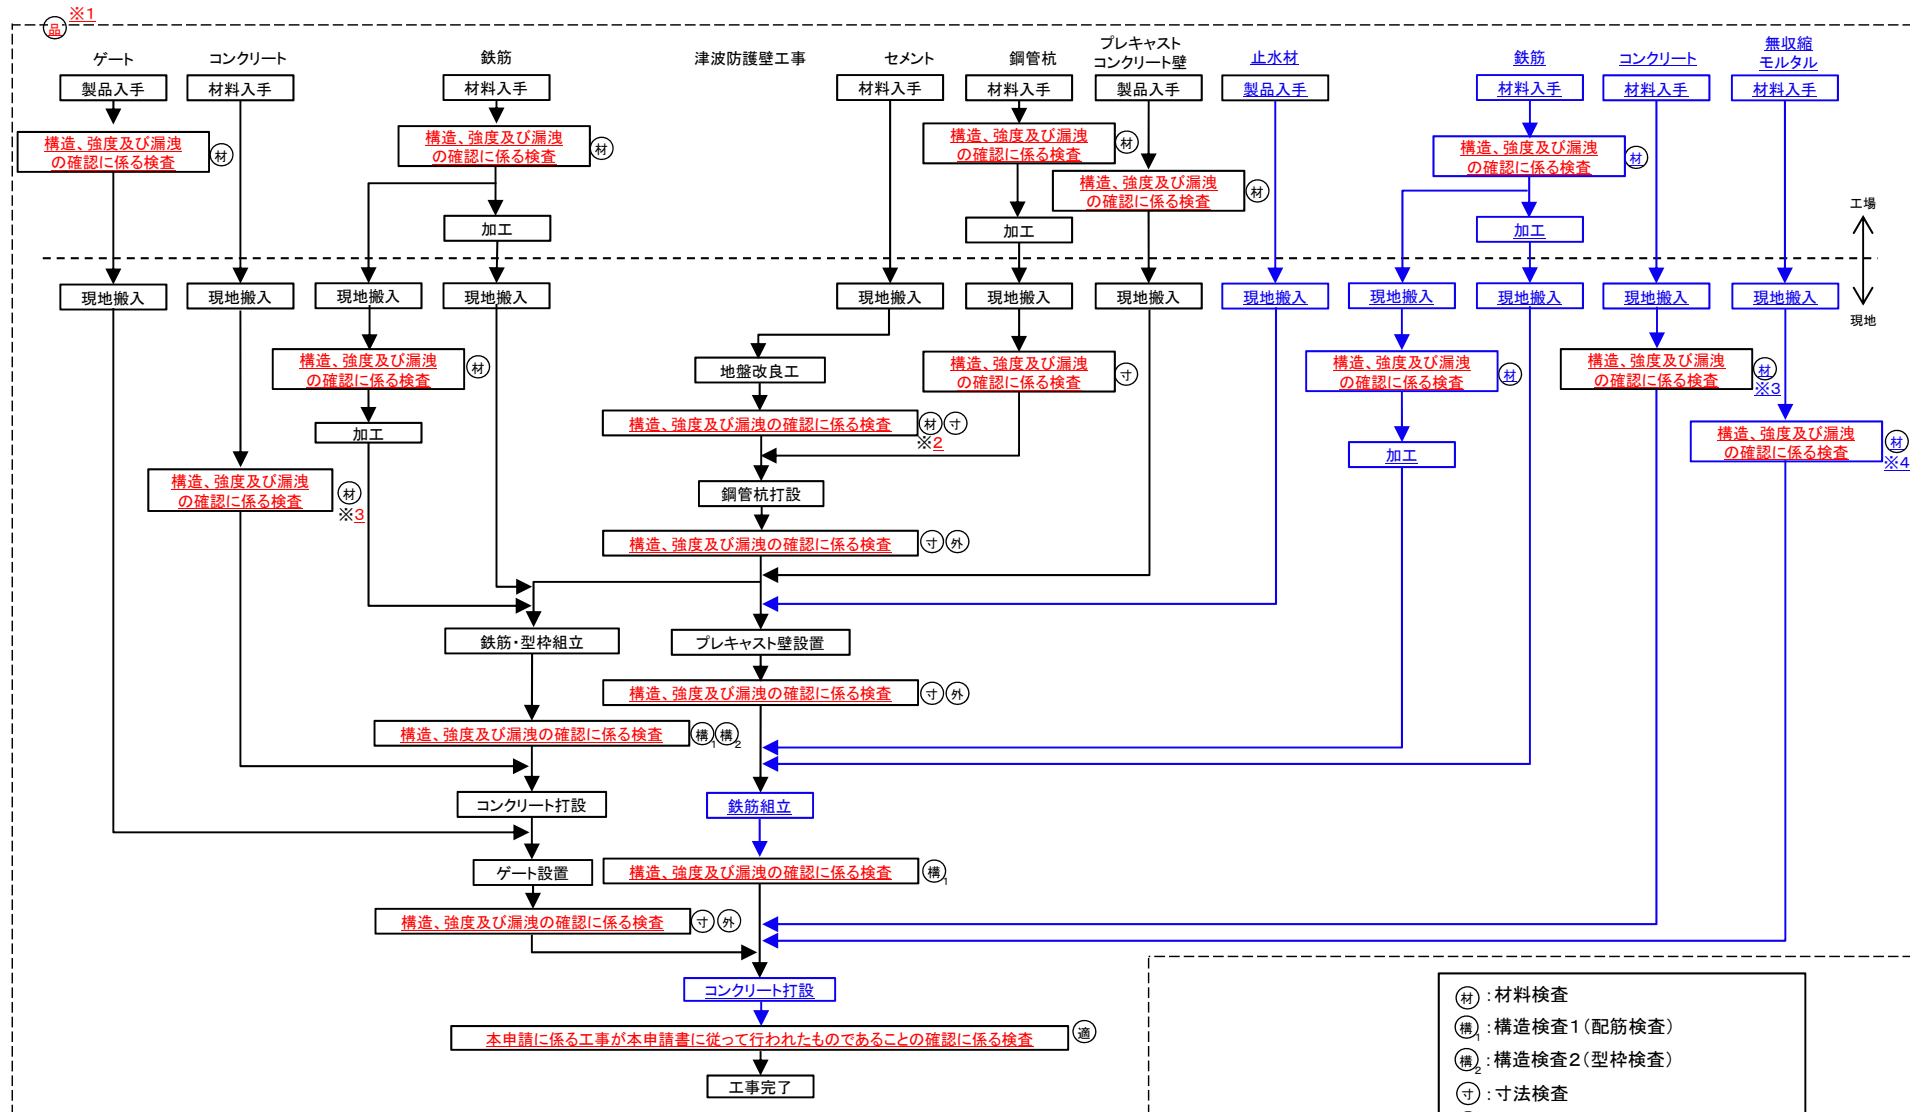 ※1
品
ゲート
コンクリート
鉄筋
津波防護壁工事
セメント
鋼管杭
プレキャスト
コンクリート壁
止水材
鉄筋
コンクリート
無収縮
モルタル
製品入手
材料入手
材料入手
材料入手
材料入手
製品入手
製品入手
材料入手
材料入手
材料入手
構造、強度及び漏洩
の確認に係る検査
材
構造、強度及び漏洩
の確認に係る検査
材
構造、強度及び漏洩
の確認に係る検査
材
構造、強度及び漏洩
の確認に係る検査
材
構造、強度及び漏洩
の確認に係る検査
材
加工
加工
加工
工場
現地
現地搬入
現地搬入
現地搬入
現地搬入
現地搬入
現地搬入
現地搬入
現地搬入
現地搬入
現地搬入
現地搬入
現地搬入
構造、強度及び漏洩
の確認に係る検査
材
地盤改良工
構造、強度及び漏洩
の確認に係る検査
寸
構造、強度及び漏洩
の確認に係る検査
材
構造、強度及び漏洩
の確認に係る検査
材
※3
加工
構造、強度及び漏洩の確認に係る検査
材 寸
※2
加工
構造、強度及び漏洩
の確認に係る検査
材
※4
構造、強度及び漏洩
の確認に係る検査
材
※3
鋼管杭打設
構造、強度及び漏洩の確認に係る検査
寸 外
鉄筋・型枠組立
プレキャスト壁設置
構造、強度及び漏洩の確認に係る検査
寸 外
構造、強度及び漏洩の確認に係る検査
構1 構2
コンクリート打設
鉄筋組立
ゲート設置
構造、強度及び漏洩の確認に係る検査
構1
構造、強度及び漏洩の確認に係る検査
寸 外
コンクリート打設
本申請に係る工事が本申請書に従って行われたものであることの確認に係る検査
適
工事完了
材:材料検査
構1:構造検査1(配筋検査)
構2:構造検査2(型枠検査)
寸:寸法検査